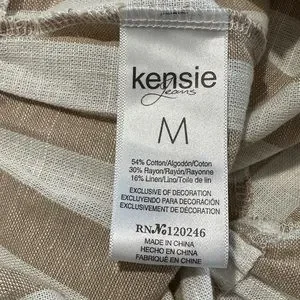 kensie
Jeans
M
54% Cotton/Algodón/Coton
30% Rayon/Rayón/Rayonne
16% Linen/Lino/Toile de lin
EXCLUSIVE OF DECORATION
EXCLUYENDO PARA DECORACIÓN
EXCLUSIVEMENT DE DÉCORATION
RN № 120246
MADE IN CHINA
HECHO EN CHINA
FABRIQUÉ EN CHINE